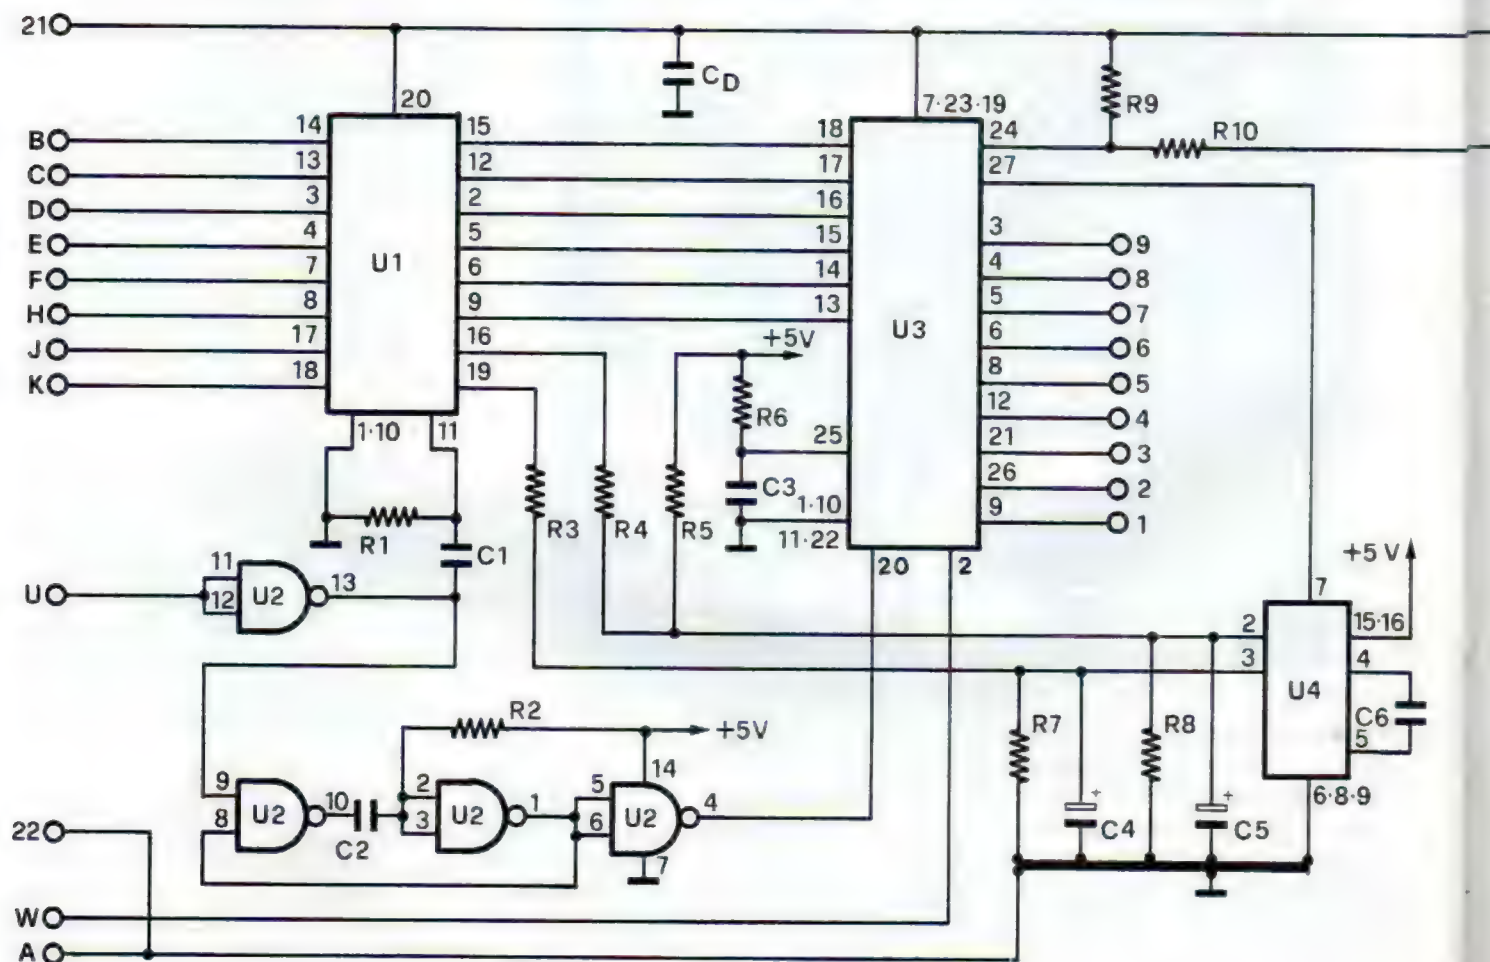 21
20
C_D
7·23·19
R9
R10
B 14 15 18 24
C 13 12 17 27
D 3 2 16
E 4 5 15 3 9
F 7 U1 6 14 4 8
H 8 9 13 5 7
J 17 16 +5V U3 6 6
K 18 19 8 5
1·10 11 R6 12 4
25 21 3
C3 1·10 26 2
R1 C1 R3 R4 R5 11·22 9 1
20 2 +5V
U 11 12 U2 13
7
2 15·16
3 4
U4
C6
5
R2 +5V R7 R8
14
9 8 U2 10 C2 2 3 U2 1 5 6 U2 4
7
+ C4 + C5 6·8·9
22
W
A